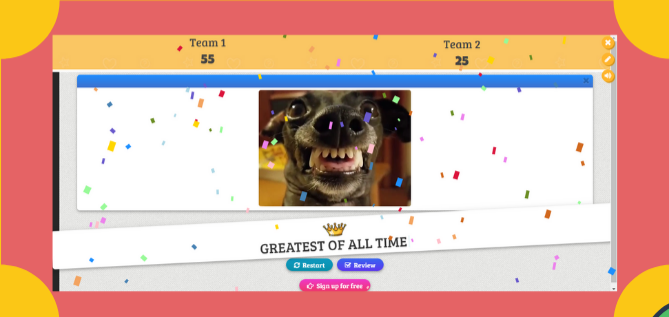 Team 1
55
Team 2
25
GREATEST OF ALL TIME
Restart
Review
Sign up for free